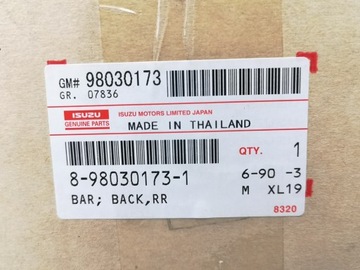 GM# 98030173
GR. 07836
ISUZU
GENUINE PARTS
ISUZU MOTORS LIMITED JAPAN
MADE IN THAILAND
QTY. 1
8-98030173-1
6-90 -3
BAR; BACK,RR
M XL19
8320